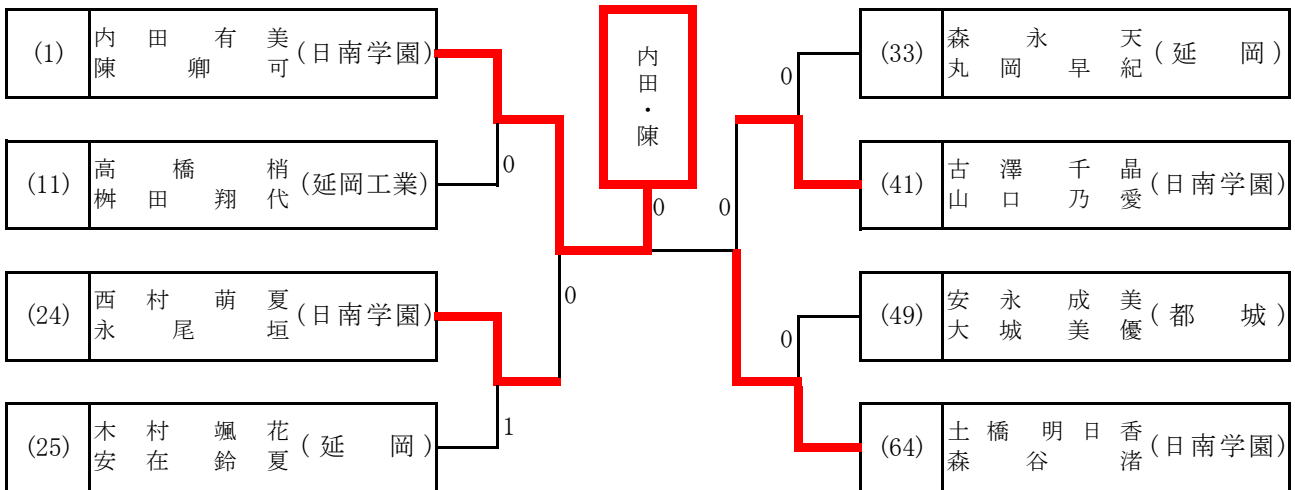 (1) 内田有美 (日南学園)
陳卿可
(11) 高橋梢 (延岡工業)
桝田翔代
0
(24) 西村萌夏 (日南学園)
永尾垣
0
(25) 木村颯花 (延岡)
安在鈴夏
1
内田・陳
0 0
(33) 森永天 (延岡)
丸岡早紀
0
(41) 古澤千晶 (日南学園)
山口乃愛
(49) 安永成美 (都城)
大城美優
0
(64) 土橋明日香 (日南学園)
森谷渚